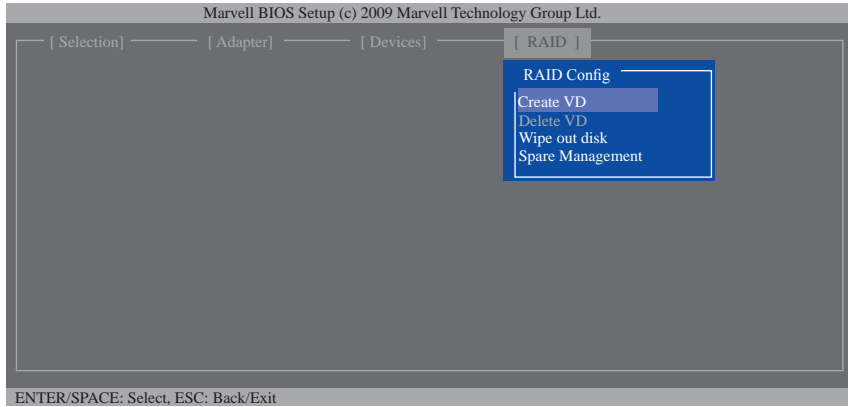 Marvell BIOS Setup (c) 2009 Marvell Technology Group Ltd.
[ Selection] [ Adapter] [ Devices] [ RAID ]
RAID Config
Create VD
Delete VD
Wipe out disk
Spare Management
ENTER/SPACE: Select, ESC: Back/Exit